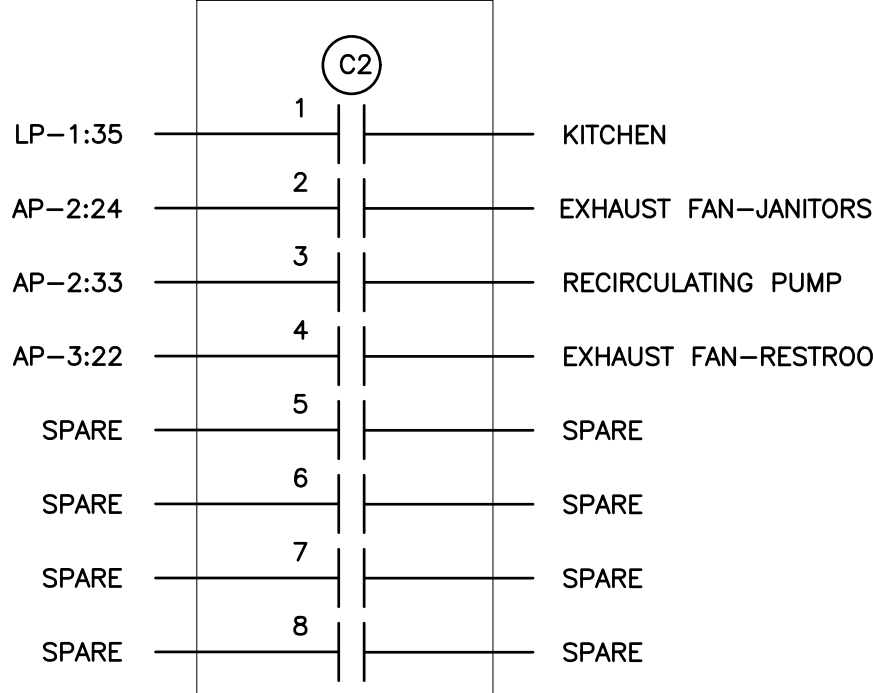 C2
1
LP-1:35 KITCHEN
2
AP-2:24 EXHAUST FAN-JANITORS
3
AP-2:33 RECIRCULATING PUMP
4
AP-3:22 EXHAUST FAN-RESTROO
5
SPARE SPARE
6
SPARE SPARE
7
SPARE SPARE
8
SPARE SPARE